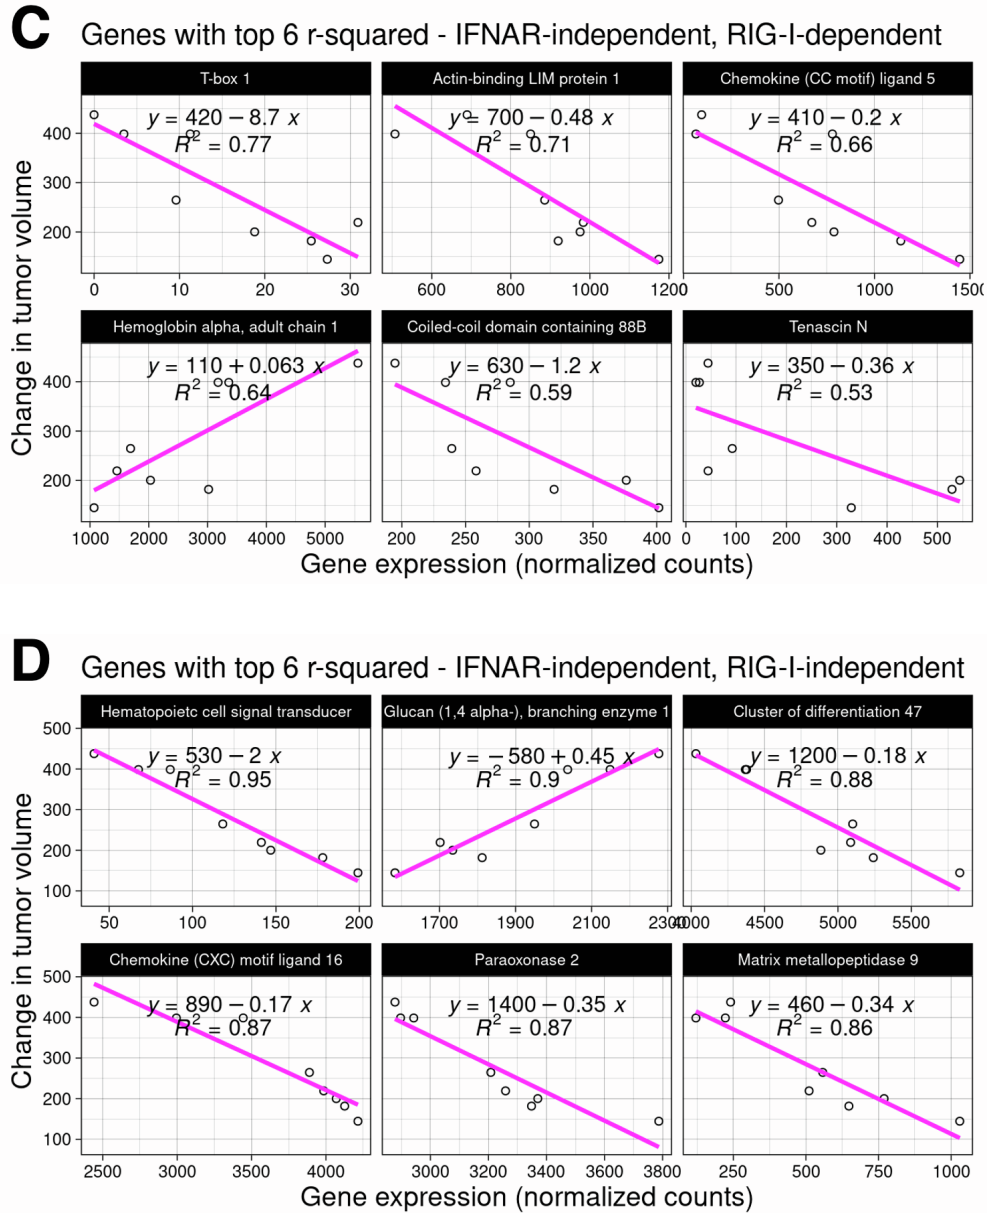 C
Genes with top 6 r-squared - IFNAR-independent, RIG-I-dependent
Change in tumor volume
T-box 1
Actin-binding LIM protein 1
Chemokine (CC motif) ligand 5
400
300
200
y = 420 − 8.7 x
R² = 0.77
y = 700 − 0.48 x
R² = 0.71
y = 410 − 0.2 x
R² = 0.66
0 10 20 30
600 800 1000 1200
500 1000 1500
Hemoglobin alpha, adult chain 1
Coiled-coil domain containing 88B
Tenascin N
400
300
200
y = 110 + 0.063 x
R² = 0.64
y = 630 − 1.2 x
R² = 0.59
y = 350 − 0.36 x
R² = 0.53
1000 2000 3000 4000 5000
200 250 300 350 400
0 100 200 300 400 500
Gene expression (normalized counts)
D
Genes with top 6 r-squared - IFNAR-independent, RIG-I-independent
Change in tumor volume
Hematopoietc cell signal transducer
Glucan (1,4 alpha-), branching enzyme 1
Cluster of differentiation 47
500
400
300
200
100
y = 530 − 2 x
R² = 0.95
y = − 580 + 0.45 x
R² = 0.9
y = 1200 − 0.18 x
R² = 0.88
50 100 150 200
1700 1900 2100 2300
4000 4500 5000 5500
Chemokine (CXC) motif ligand 16
Paraoxonase 2
Matrix metallopeptidase 9
500
400
300
200
100
y = 890 − 0.17 x
R² = 0.87
y = 1400 − 0.35 x
R² = 0.87
y = 460 − 0.34 x
R² = 0.86
2500 3000 3500 4000
3000 3200 3400 3600 3800
250 500 750 1000
Gene expression (normalized counts)